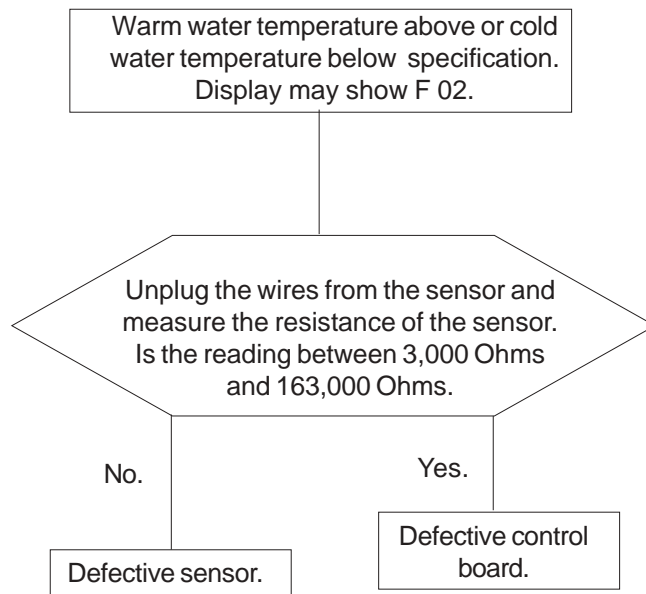 Warm water temperature above or cold
water temperature below specification.
Display may show F 02.
Unplug the wires from the sensor and
measure the resistance of the sensor.
Is the reading between 3,000 Ohms
and 163,000 Ohms.
No.
Yes.
Defective sensor.
Defective control
board.